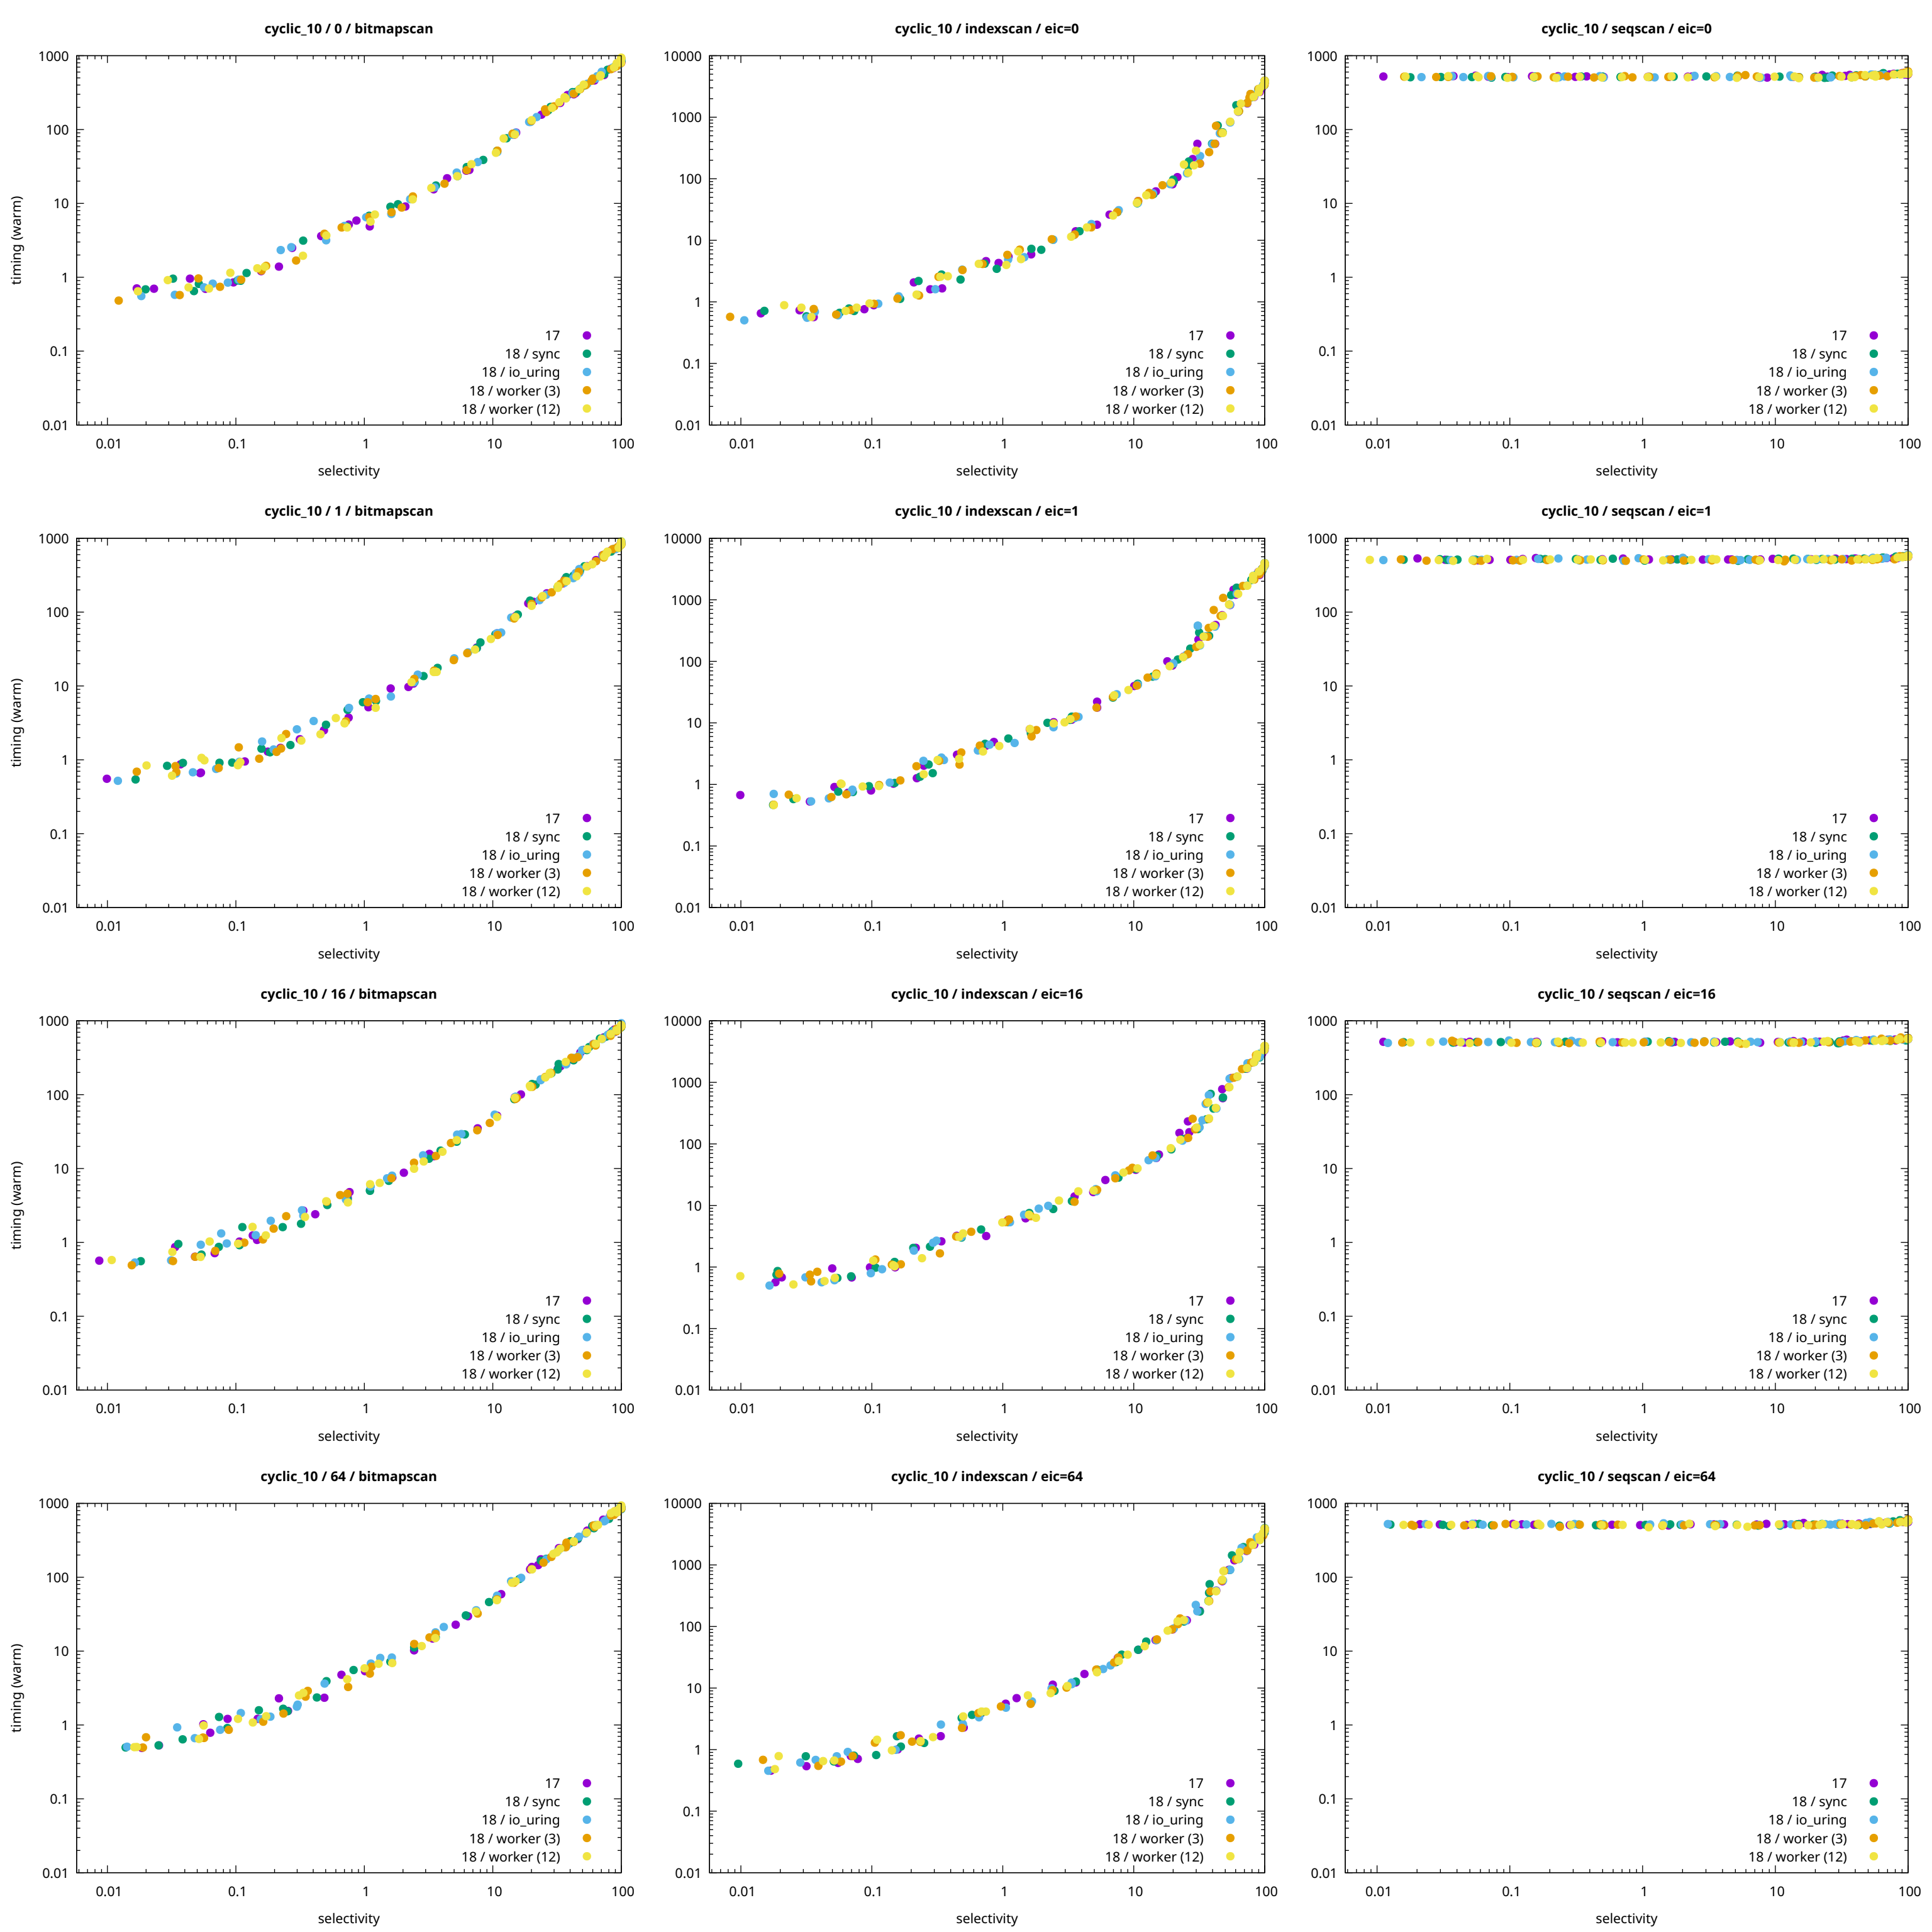 cyclic_10 / 0 / bitmapscan
timing (warm)
1000
100
10
1
0.1
0.01
17
18 / sync
18 / io_uring
18 / worker (3)
18 / worker (12)
0.01 0.1 1 10 100
selectivity
cyclic_10 / indexscan / eic=0
10000
1000
100
10
1
0.1
0.01
17
18 / sync
18 / io_uring
18 / worker (3)
18 / worker (12)
0.01 0.1 1 10 100
selectivity
cyclic_10 / seqscan / eic=0
1000
100
10
1
0.1
0.01
17
18 / sync
18 / io_uring
18 / worker (3)
18 / worker (12)
0.01 0.1 1 10 100
selectivity
cyclic_10 / 1 / bitmapscan
timing (warm)
1000
100
10
1
0.1
0.01
17
18 / sync
18 / io_uring
18 / worker (3)
18 / worker (12)
0.01 0.1 1 10 100
selectivity
cyclic_10 / indexscan / eic=1
10000
1000
100
10
1
0.1
0.01
17
18 / sync
18 / io_uring
18 / worker (3)
18 / worker (12)
0.01 0.1 1 10 100
selectivity
cyclic_10 / seqscan / eic=1
1000
100
10
1
0.1
0.01
17
18 / sync
18 / io_uring
18 / worker (3)
18 / worker (12)
0.01 0.1 1 10 100
selectivity
cyclic_10 / 16 / bitmapscan
timing (warm)
1000
100
10
1
0.1
0.01
17
18 / sync
18 / io_uring
18 / worker (3)
18 / worker (12)
0.01 0.1 1 10 100
selectivity
cyclic_10 / indexscan / eic=16
10000
1000
100
10
1
0.1
0.01
17
18 / sync
18 / io_uring
18 / worker (3)
18 / worker (12)
0.01 0.1 1 10 100
selectivity
cyclic_10 / seqscan / eic=16
1000
100
10
1
0.1
0.01
17
18 / sync
18 / io_uring
18 / worker (3)
18 / worker (12)
0.01 0.1 1 10 100
selectivity
cyclic_10 / 64 / bitmapscan
timing (warm)
1000
100
10
1
0.1
0.01
17
18 / sync
18 / io_uring
18 / worker (3)
18 / worker (12)
0.01 0.1 1 10 100
selectivity
cyclic_10 / indexscan / eic=64
10000
1000
100
10
1
0.1
0.01
17
18 / sync
18 / io_uring
18 / worker (3)
18 / worker (12)
0.01 0.1 1 10 100
selectivity
cyclic_10 / seqscan / eic=64
1000
100
10
1
0.1
0.01
17
18 / sync
18 / io_uring
18 / worker (3)
18 / worker (12)
0.01 0.1 1 10 100
selectivity